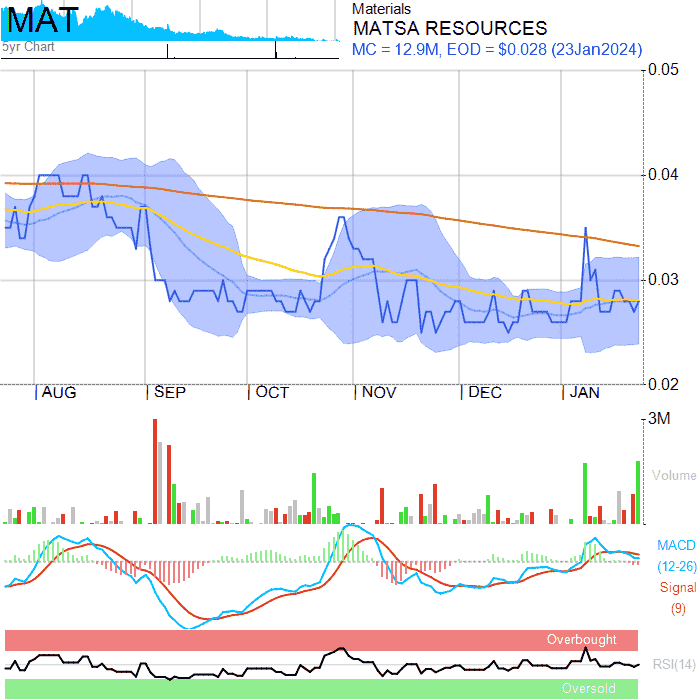 MAT
5yr Chart
Materials
MATSA RESOURCES
MC = 12.9M, EOD = $0.028 (23Jan2024)
0.05
0.04
0.03
0.02
AUG SEP OCT NOV DEC JAN
3M
Volume
MACD
(12-26)
Signal
(9)
Overbought
RSI(14)
Oversold